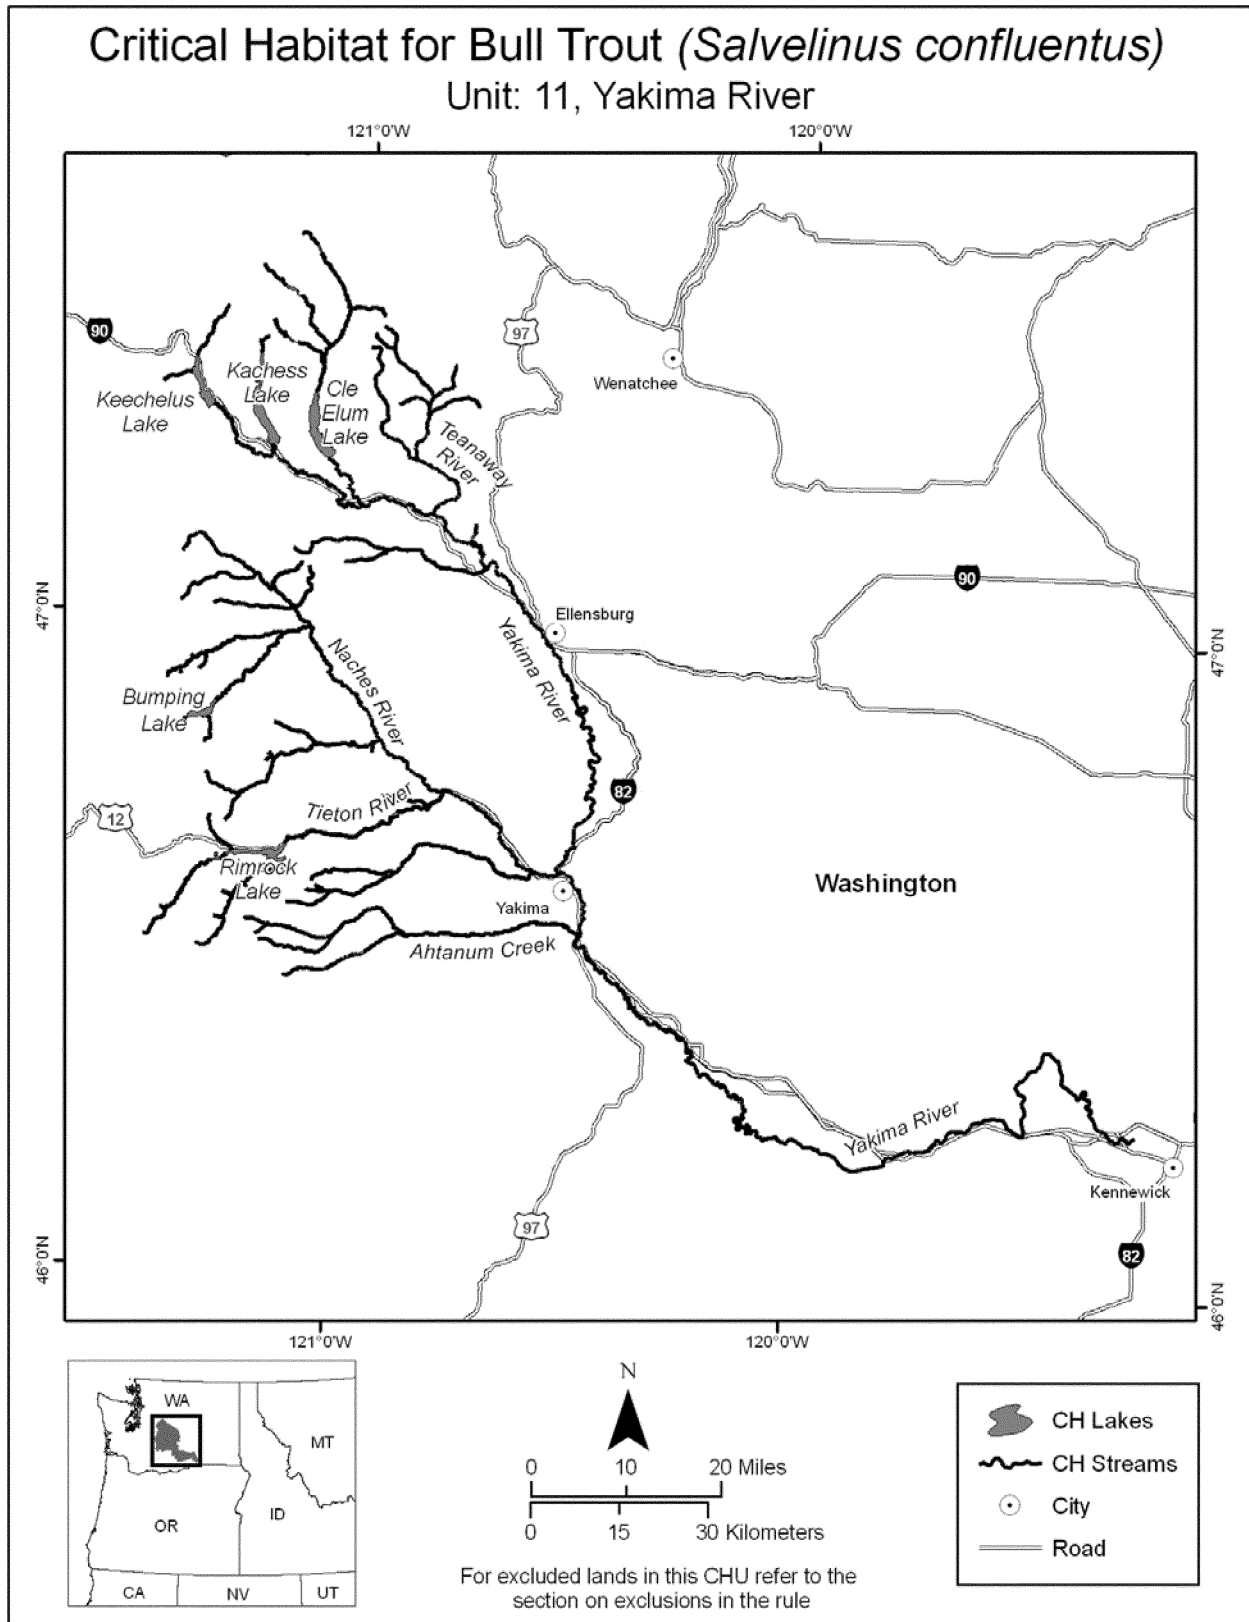 Critical Habitat for Bull Trout (Salvelinus confluentus)
Unit: 11, Yakima River
121°0'W
120°0'W
90
97
Wenatchee
Keechelus
Lake
Kachess
Lake
Cle
Elum
Lake
Teanaway
River
47°0'N
90
Ellensburg
Yakima River
47°0'N
Naches River
Bumping
Lake
82
12
Tieton River
Rimrock
Lake
Washington
Yakima
Ahtanum Creek
Yakima River
Kennewick
97
82
46°0'N
46°0'N
121°0'W
120°0'W
WA
MT
OR
ID
CA
NV
UT
N
0 10 20 Miles
0 15 30 Kilometers
For excluded lands in this CHU refer to the
section on exclusions in the rule
CH Lakes
CH Streams
City
Road